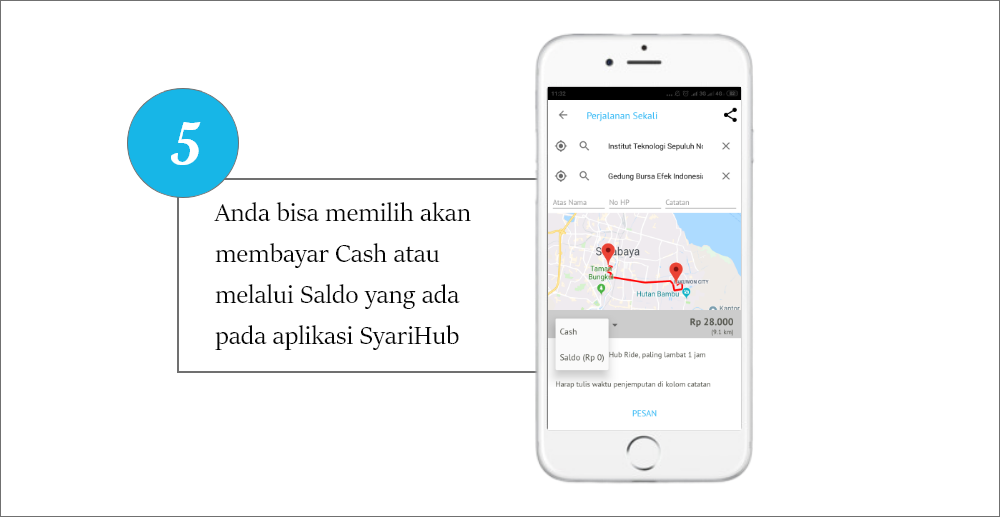 5
Anda bisa memilih akan
membayar Cash atau
melalui Saldo yang ada
pada aplikasi SyariHub
11:22
Perjalanan Sekali
Institut Teknologi Sepuluh No
Gedung Bursa Efek Indonesia
Atas Nama No HP Catatan
Surabaya
Taman
Bungkul
CITY
Hutan Bambu
Kantor
Cash
Rp 28.000
(9.1 km)
Saldo (Rp 0)
Hub Ride, paling lambat 1 jam
Harap tulis waktu penjemputan di kolom catatan
PESAN